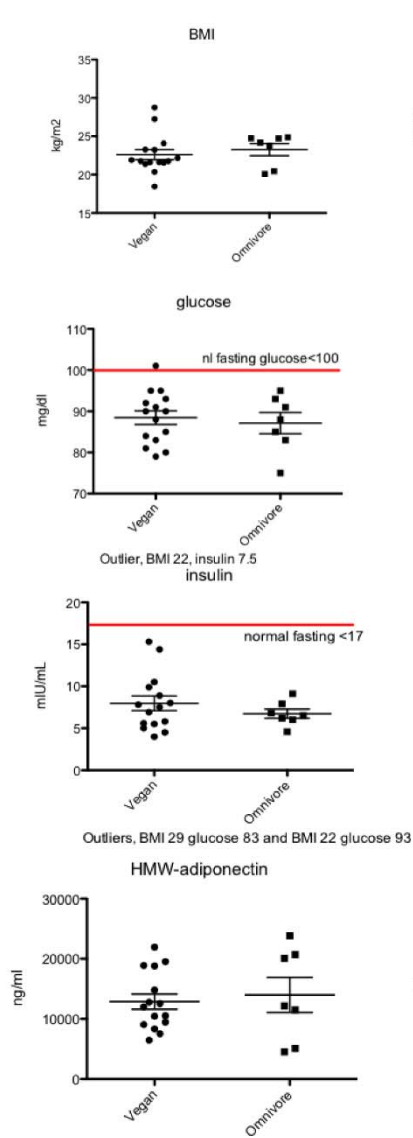 BMI
35
30
25
20
15
kg/m2
Vegan
Omnivore
glucose
110
100
90
80
70
mg/dl
nl fasting glucose<100
Vegan
Omnivore
Outlier, BMI 22, insulin 7.5
insulin
20
15
10
5
0
mIU/mL
normal fasting <17
Vegan
Omnivore
Outliers, BMI 29 glucose 83 and BMI 22 glucose 93
HMW-adiponectin
30000
20000
10000
0
ng/ml
Vegan
Omnivore